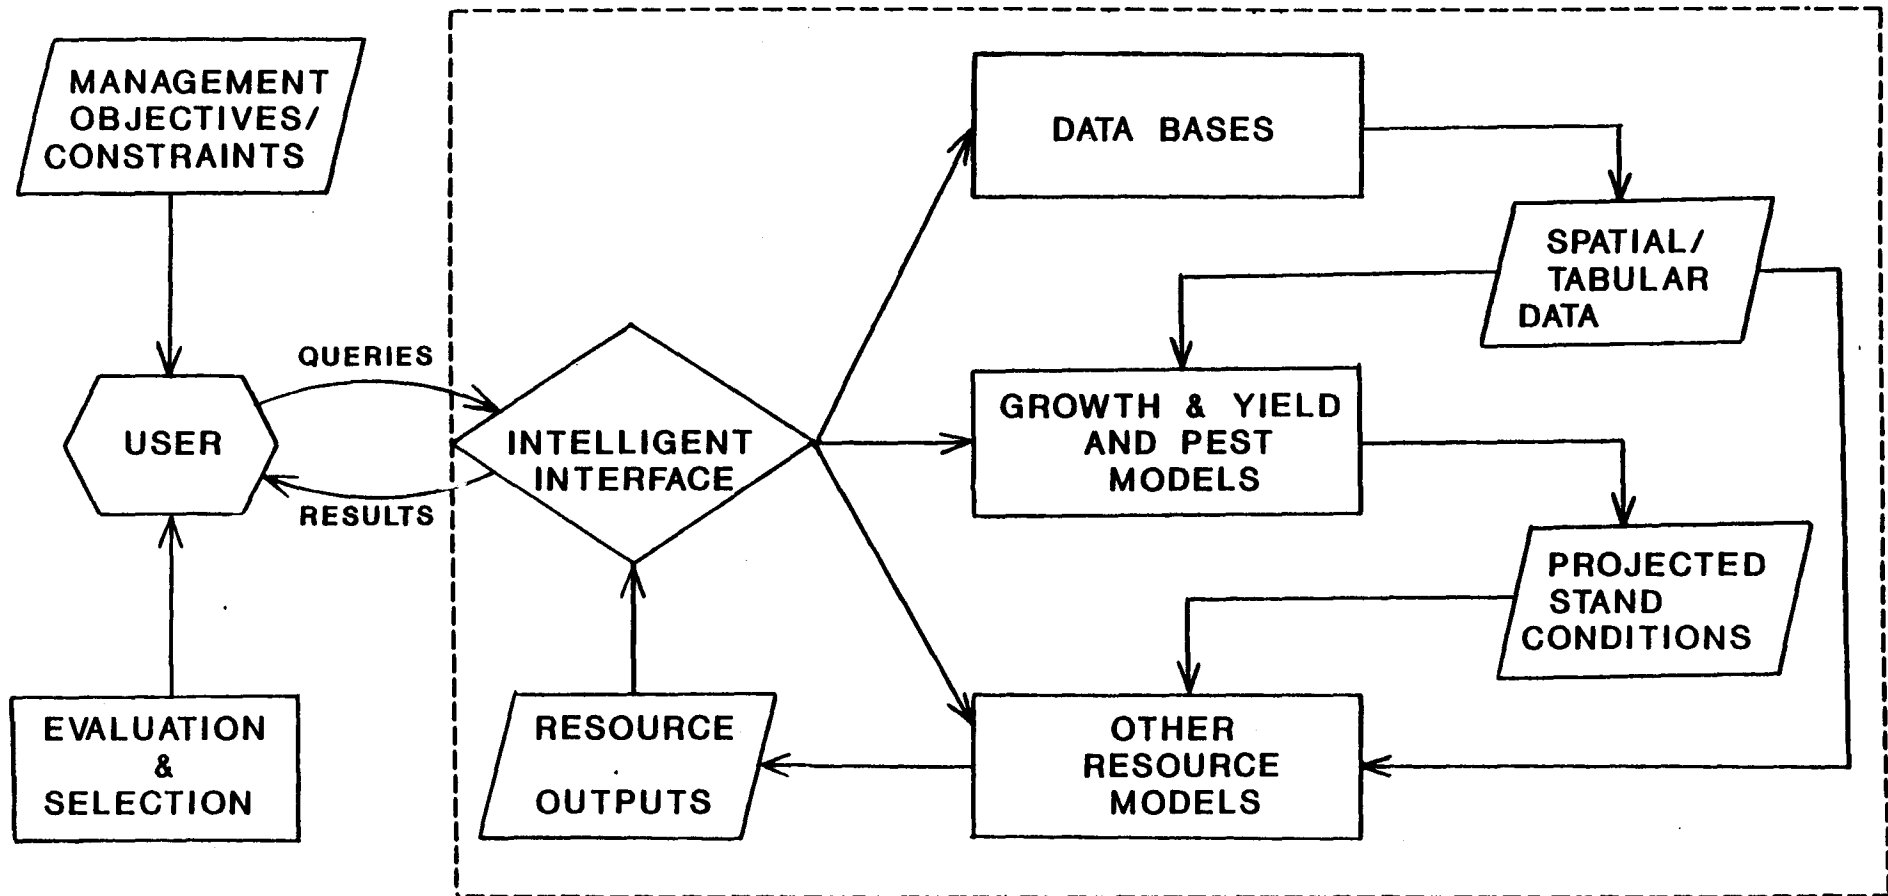 MANAGEMENT
OBJECTIVES/
CONSTRAINTS
DATA BASES
SPATIAL/
TABULAR
DATA
QUERIES
USER
INTELLIGENT
INTERFACE
RESULTS
GROWTH & YIELD
AND PEST
MODELS
PROJECTED
STAND
CONDITIONS
EVALUATION
&
SELECTION
RESOURCE
OUTPUTS
OTHER
RESOURCE
MODELS